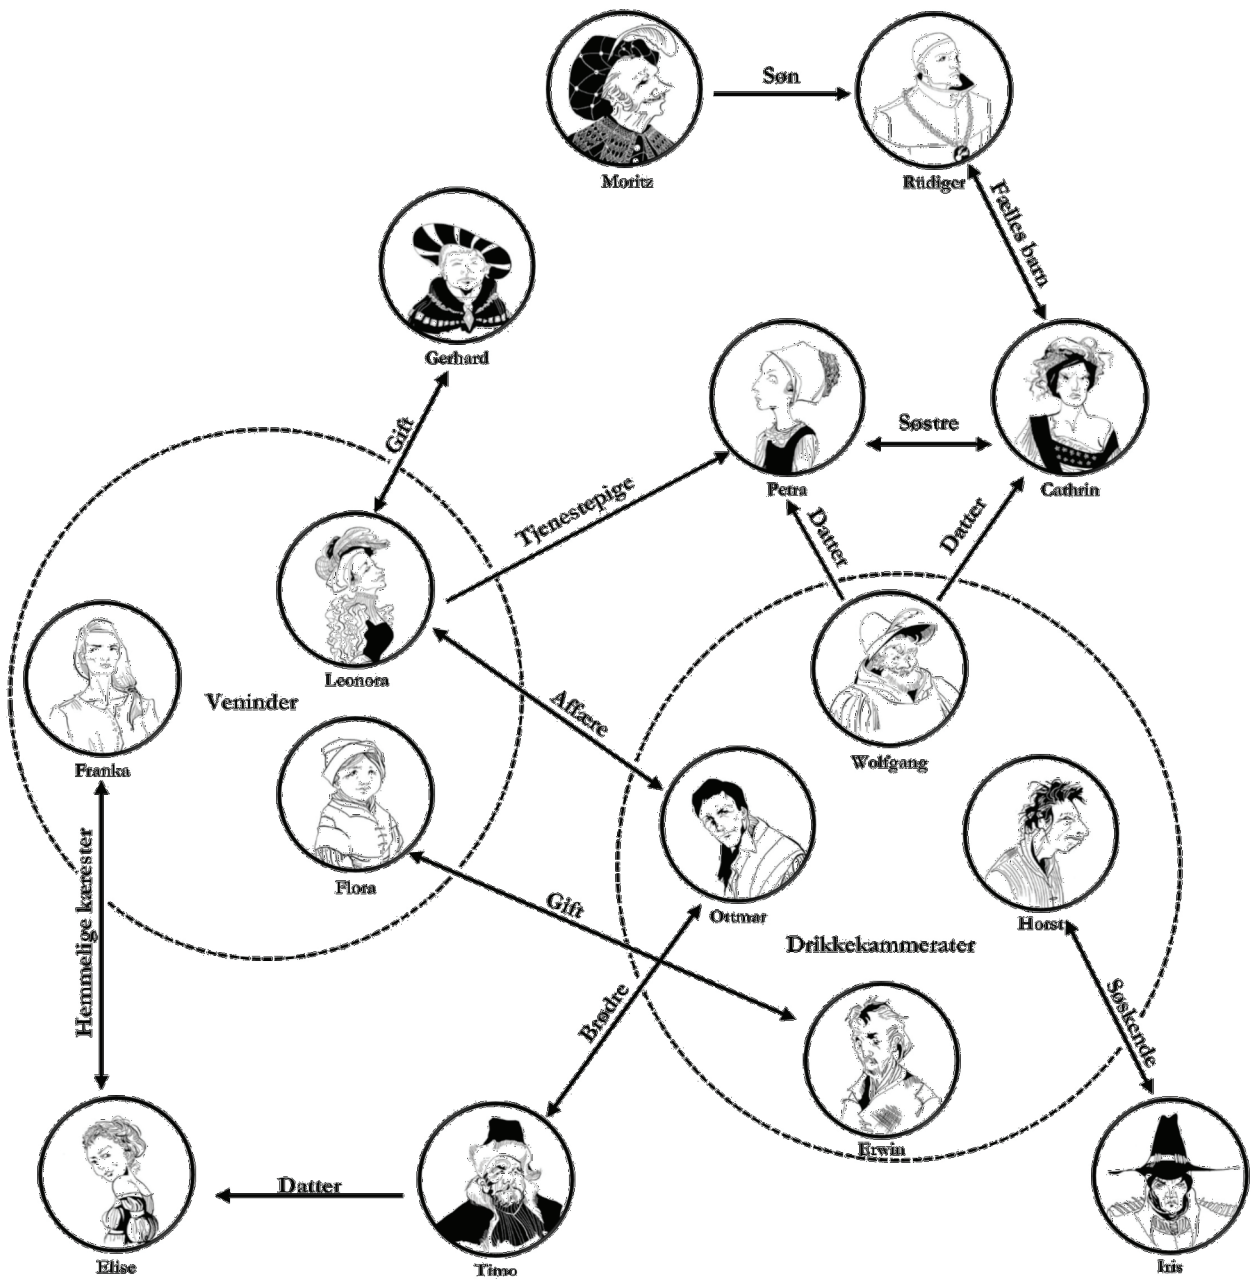 Søn
Moritz
Rüdiger
Fælles barn
Gerhard
Gift
Søstre
Petra
Cathrin
Tjenestepige
Datter
Datter
Leonora
Veninder
Affære
Wolfgang
Franka
Flora
Hemmelige kærester
Gift
Ottmar
Horst
Drikkekammerater
Brødre
Søskende
Erwin
Datter
Elise
Timo
Iris